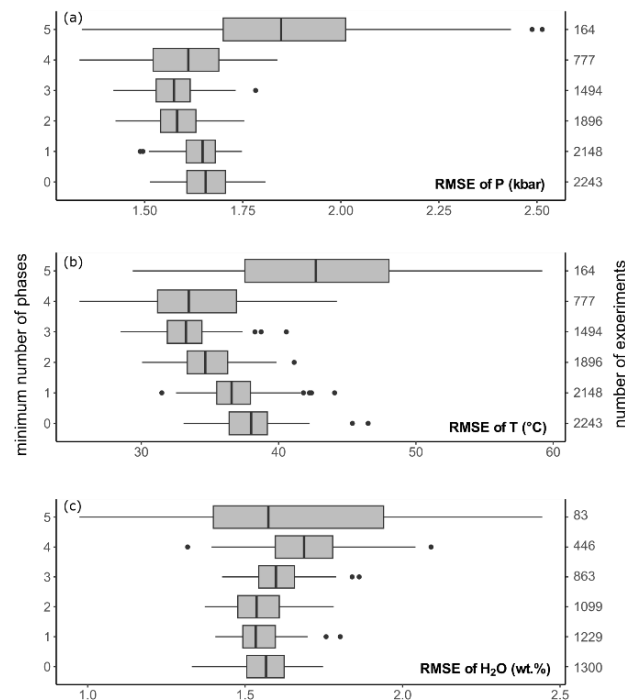 (a)
5 164
4 777
3 1494
2 1896
1 2148
0 2243
RMSE of P (kbar)
1.50 1.75 2.00 2.25 2.50
minimum number of phases
number of experiments
(b)
5 164
4 777
3 1494
2 1896
1 2148
0 2243
RMSE of T (°C)
30 40 50 60
(c)
5 83
4 446
3 863
2 1099
1 1229
0 1300
RMSE of H₂O (wt.%)
1.0 1.5 2.0 2.5